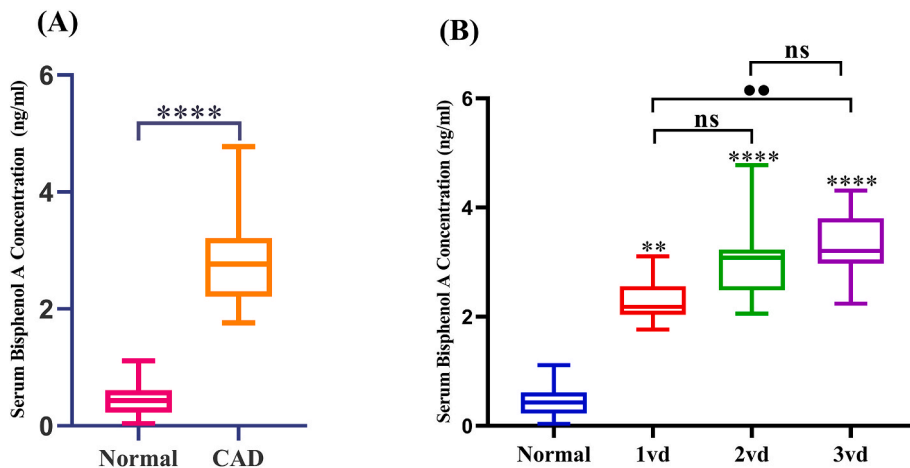 (A)
Serum Bisphenol A Concentration (ng/ml)
6
4
2
0
****
Normal CAD
(B)
Serum Bisphenol A Concentration (ng/ml)
6
4
2
0
ns
••
ns
****
****
**
Normal 1vd 2vd 3vd